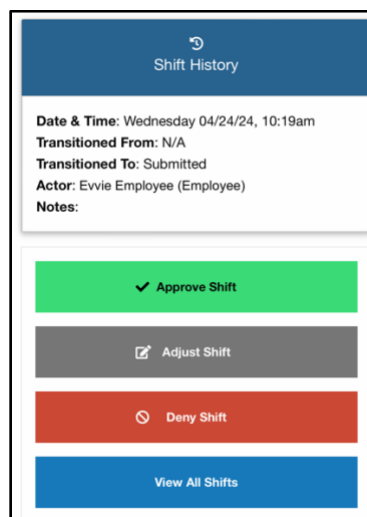 Shift History
Date & Time: Wednesday 04/24/24, 10:19am
Transitioned From: N/A
Transitioned To: Submitted
Actor: Evvie Employee (Employee)
Notes:
Approve Shift
Adjust Shift
Deny Shift
View All Shifts